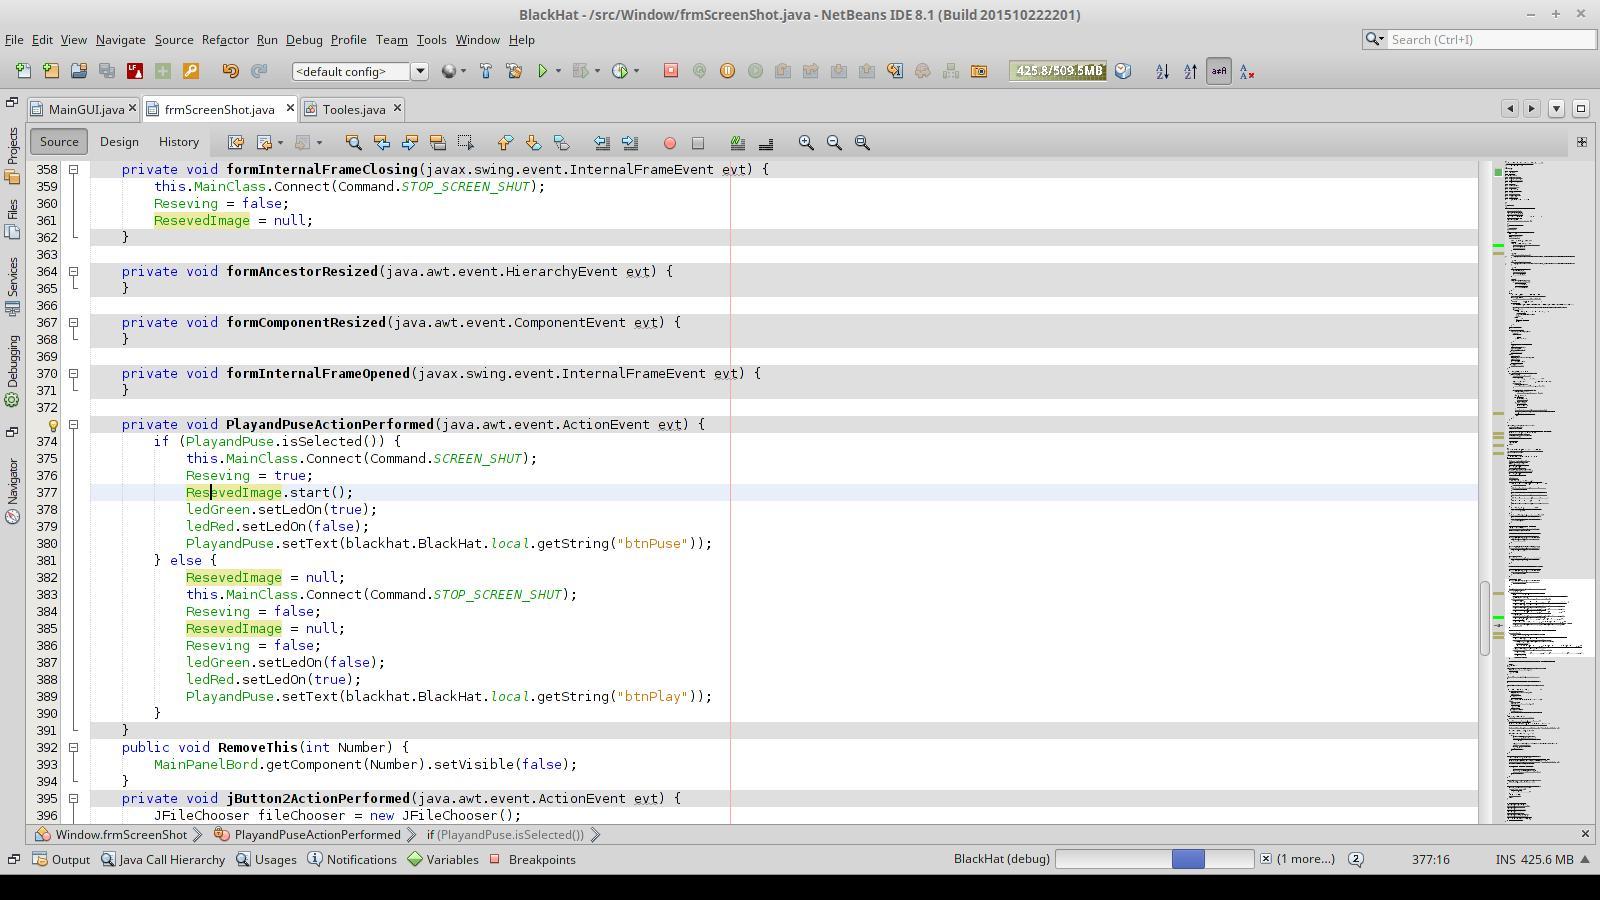 BlackHat - /src/Window/frmScreenShot.java - NetBeans IDE 8.1 (Build 201510222201)
File Edit View Navigate Source Refactor Run Debug Profile Team Tools Window Help
Search (Ctrl+I)
<default config>
425.8/509.5MB
MainGUI.java frmScreenShot.java Tooles.java
Source Design History
Projects
Files
Services
Debugging
Navigator
358 private void formInternalFrameClosing(javax.swing.event.InternalFrameEvent evt) {
359 this.MainClass.Connect(Command.STOP_SCREEN_SHUT);
360 Reseving = false;
361 ResevedImage = null;
362 }
363
364 private void formAncestorResized(java.awt.event.HierarchyEvent evt) {
365 }
366
367 private void formComponentResized(java.awt.event.ComponentEvent evt) {
368 }
369
370 private void formInternalFrameOpened(javax.swing.event.InternalFrameEvent evt) {
371 }
372
private void PlayandPuseActionPerformed(java.awt.event.ActionEvent evt) {
374 if (PlayandPuse.isSelected()) {
375 this.MainClass.Connect(Command.SCREEN_SHUT);
376 Reseving = true;
377 ResevedImage.start();
378 ledGreen.setLedOn(true);
379 ledRed.setLedOn(false);
380 PlayandPuse.setText(blackhat.BlackHat.local.getString("btnPuse"));
381 } else {
382 ResevedImage = null;
383 this.MainClass.Connect(Command.STOP_SCREEN_SHUT);
384 Reseving = false;
385 ResevedImage = null;
386 Reseving = false;
387 ledGreen.setLedOn(false);
388 ledRed.setLedOn(true);
389 PlayandPuse.setText(blackhat.BlackHat.local.getString("btnPlay"));
390 }
391 }
392 public void RemoveThis(int Number) {
393 MainPanelBord.getComponent(Number).setVisible(false);
394 }
395 private void jButton2ActionPerformed(java.awt.event.ActionEvent evt) {
396 JFileChooser fileChooser = new JFileChooser();
Window.frmScreenShot PlayandPuseActionPerformed if (PlayandPuse.isSelected())
Output Java Call Hierarchy Usages Notifications Variables Breakpoints BlackHat (debug) (1 more...) 2 377:16 INS 425.6 MB